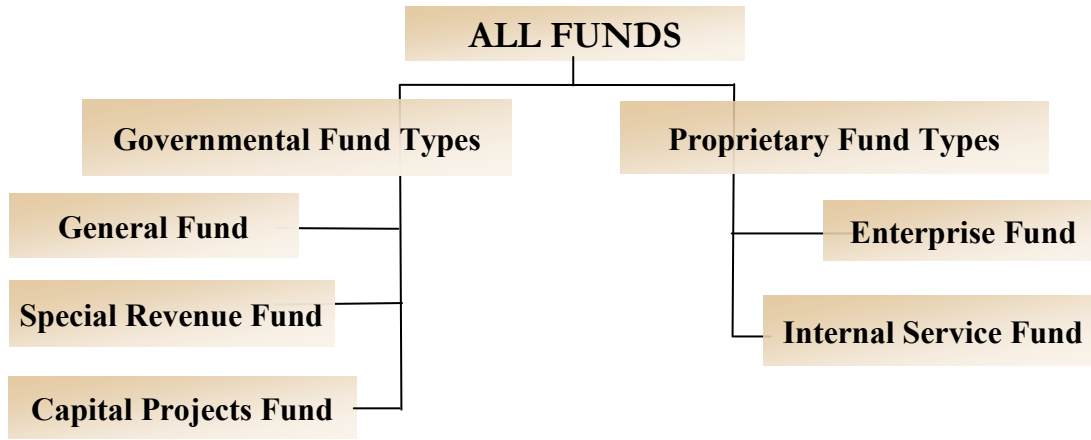 ALL FUNDS
Governmental Fund Types
Proprietary Fund Types
General Fund
Enterprise Fund
Special Revenue Fund
Internal Service Fund
Capital Projects Fund